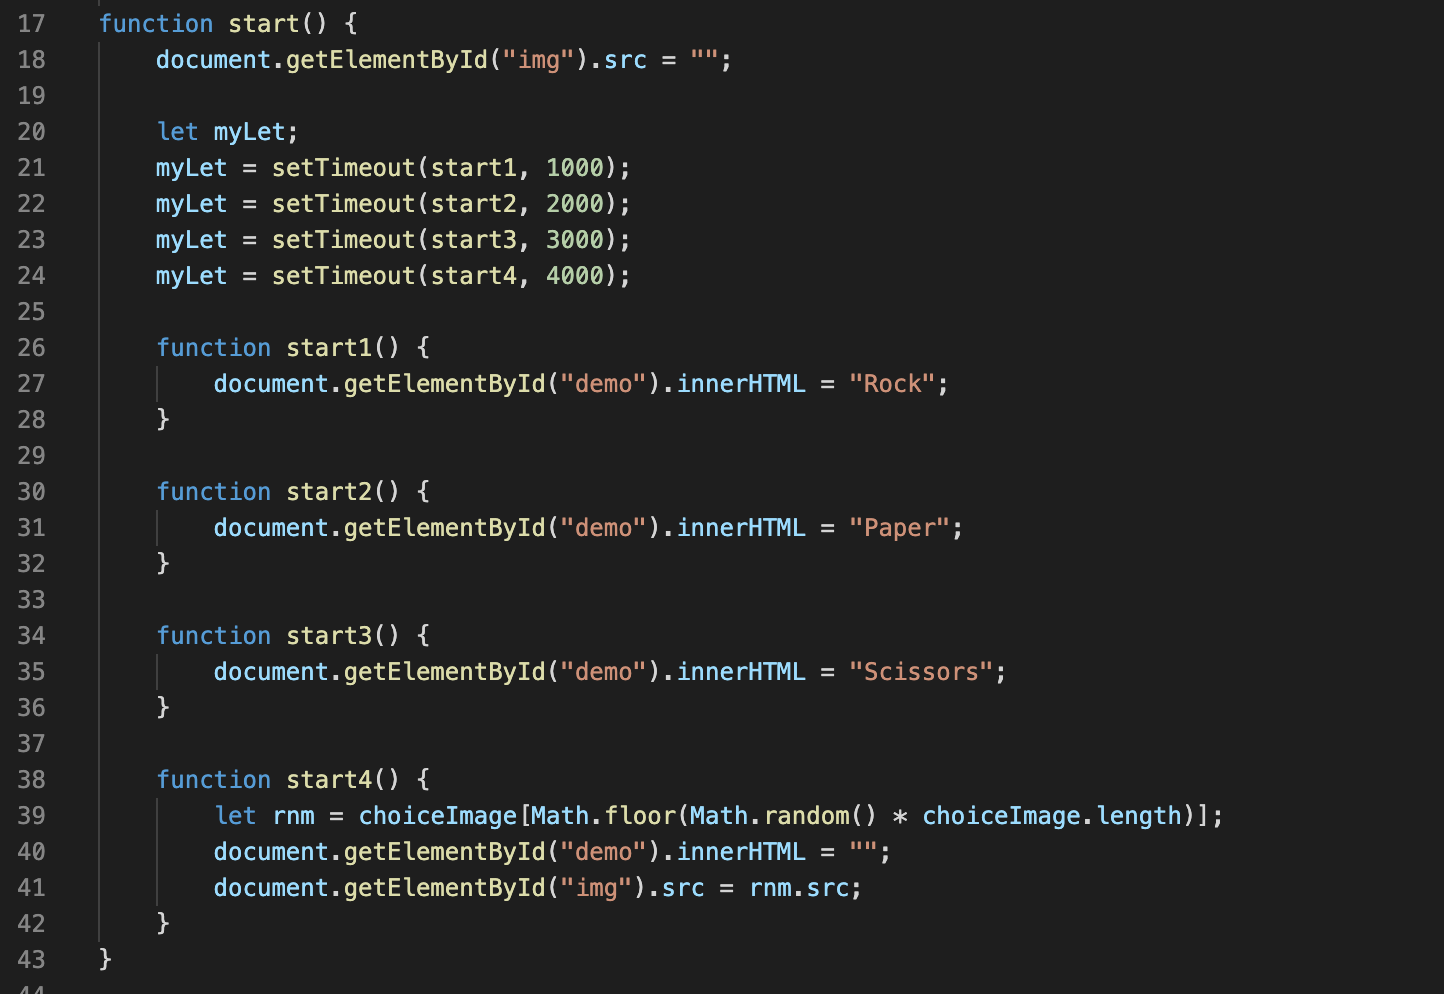 17 function start() {
18     document.getElementById("img").src = "";
19
20     let myLet;
21     myLet = setTimeout(start1, 1000);
22     myLet = setTimeout(start2, 2000);
23     myLet = setTimeout(start3, 3000);
24     myLet = setTimeout(start4, 4000);
25
26     function start1() {
27         document.getElementById("demo").innerHTML = "Rock";
28     }
29
30     function start2() {
31         document.getElementById("demo").innerHTML = "Paper";
32     }
33
34     function start3() {
35         document.getElementById("demo").innerHTML = "Scissors";
36     }
37
38     function start4() {
39         let rnm = choiceImage[Math.floor(Math.random() * choiceImage.length)];
40         document.getElementById("demo").innerHTML = "";
41         document.getElementById("img").src = rnm.src;
42     }
43 }
44